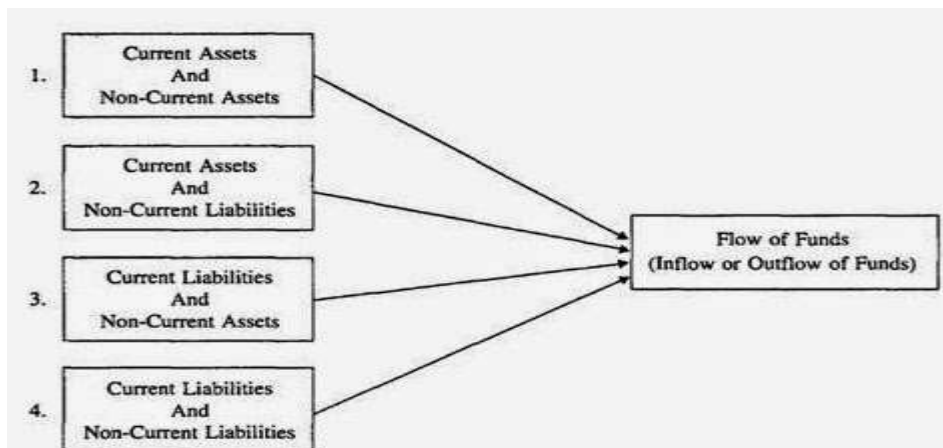 1.
Current Assets
And
Non-Current Assets
2.
Current Assets
And
Non-Current Liabilities
3.
Current Liabilities
And
Non-Current Assets
4.
Current Liabilities
And
Non-Current Liabilities
Flow of Funds
(Inflow or Outflow of Funds)